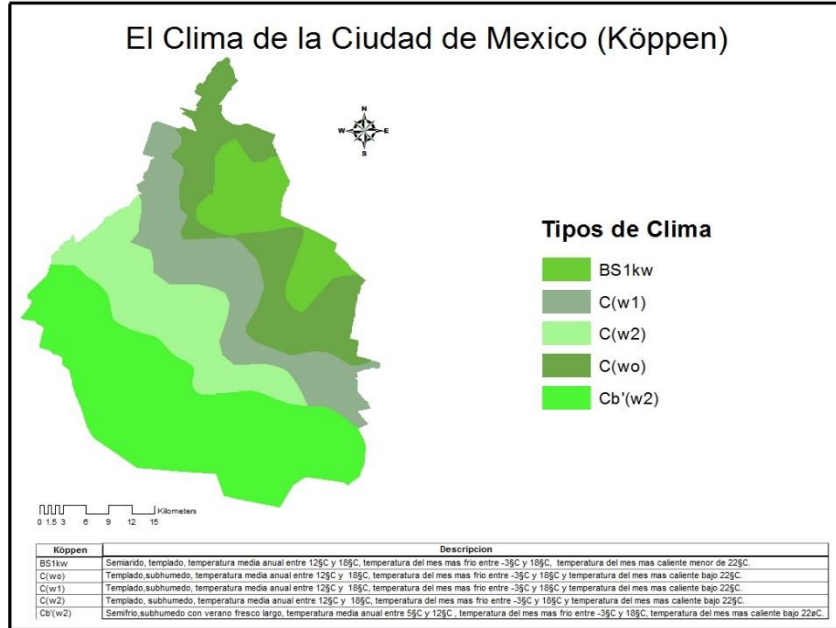 El Clima de la Ciudad de Mexico (Köppen)
N
W E
S
Tipos de Clima
BS1kw
C(w1)
C(w2)
C(wo)
Cb'(w2)
Kilometers
0 1.5 3 6 9 12 15
Köppen Descripcion
BS1kw Semiarido, templado, temperatura media anual entre 12§C y 18§C, temperatura del mes mas frio entre -3§C y 18§C, temperatura del mes mas caliente menor de 22§C.
C(wo) Templado,subhumedo, temperatura media anual entre 12§C y 18§C, temperatura del mes mas frio entre -3§C y 18§C y temperatura del mes mas caliente bajo 22§C.
C(w1) Templado,subhumedo, temperatura media anual entre 12§C y 18§C, temperatura del mes mas frio entre -3§C y 18§C y temperatura del mes mas caliente bajo 22§C.
C(w2) Templado, subhumedo, temperatura media anual entre 12§C y 18§C, temperatura del mes mas frio entre -3§C y 18§C y temperatura del mes mas caliente bajo 22§C.
Cb'(w2) Semifrio,subhumedo con verano fresco largo, temperatura media anual entre 5§C y 12§C , temperatura del mes mas frio entre -3§C y 18§C, temperatura del mes mas caliente bajo 22øC.